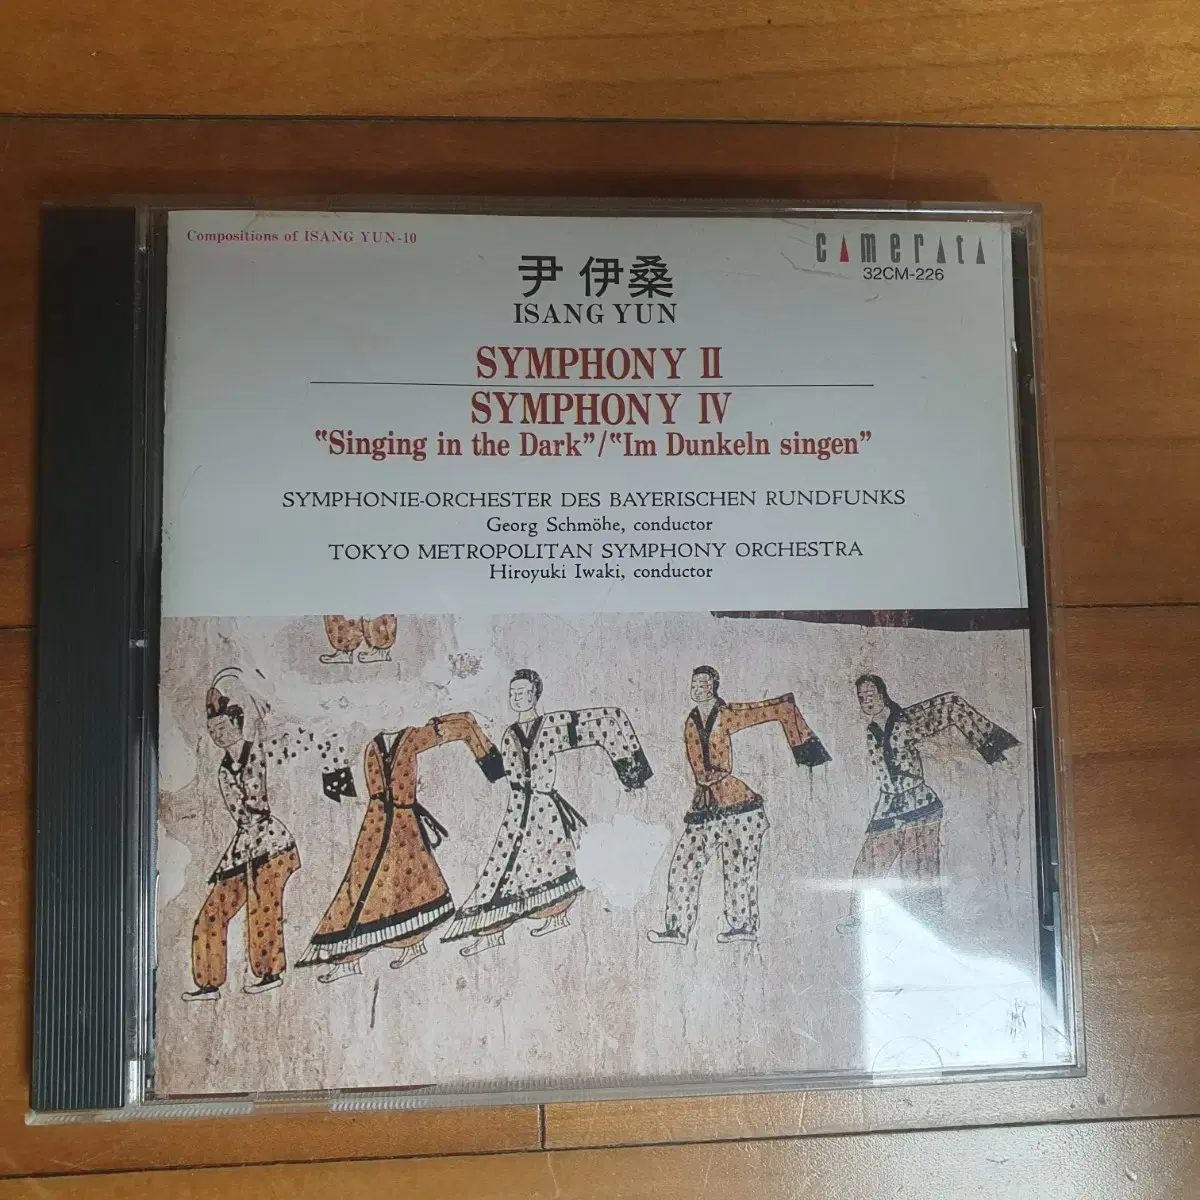 Compositions of ISANG YUN-10
camerata
32CM-226
尹 伊桑
ISANG YUN
SYMPHONY II
SYMPHONY IV
“Singing in the Dark”/“Im Dunkeln singen”
SYMPHONIE-ORCHESTER DES BAYERISCHEN RUNDFUNKS
Georg Schmöhe, conductor
TOKYO METROPOLITAN SYMPHONY ORCHESTRA
Hiroyuki Iwaki, conductor